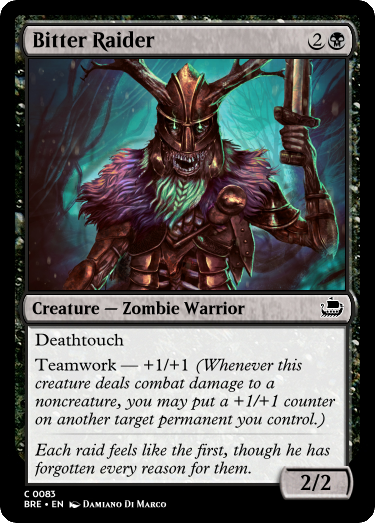 Bitter Raider 2
Creature — Zombie Warrior
Deathtouch
Teamwork — +1/+1 (Whenever this
creature deals combat damage to a
noncreature, you may put a +1/+1 counter
on another target permanent you control.)
Each raid feels like the first, though he has
forgotten every reason for them.
2/2
C 0083
BRE • EN Damiano Di Marco